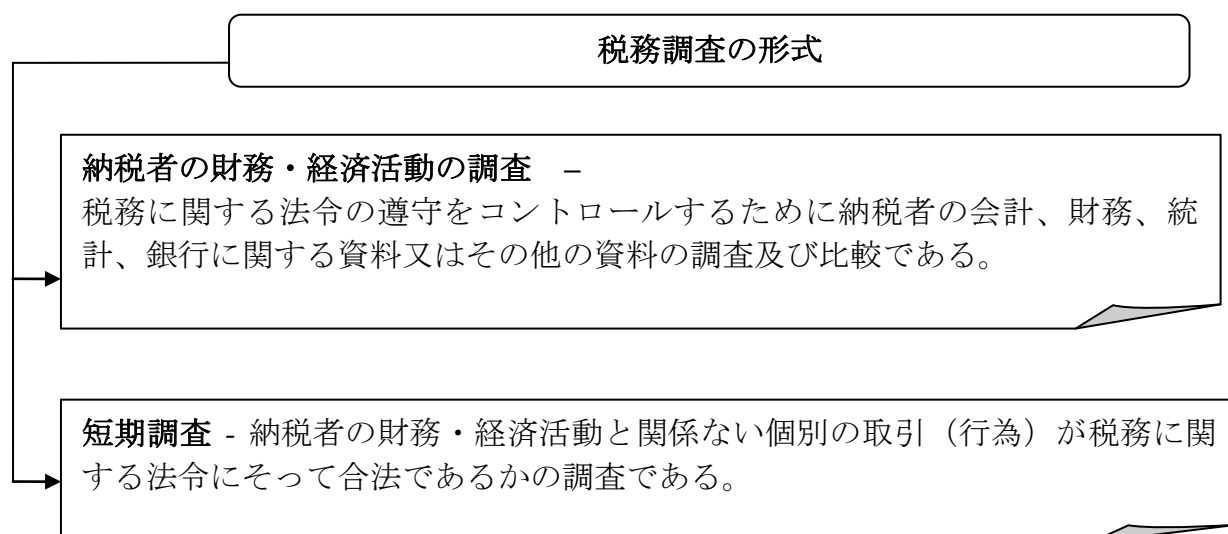 税務調査の形式
納税者の財務・経済活動の調査 –
税務に関する法令の遵守をコントロールするために納税者の会計、財務、統
計、銀行に関する資料又はその他の資料の調査及び比較である。
短期調査 - 納税者の財務・経済活動と関係ない個別の取引（行為）が税務に関
する法令にそって合法であるかの調査である。